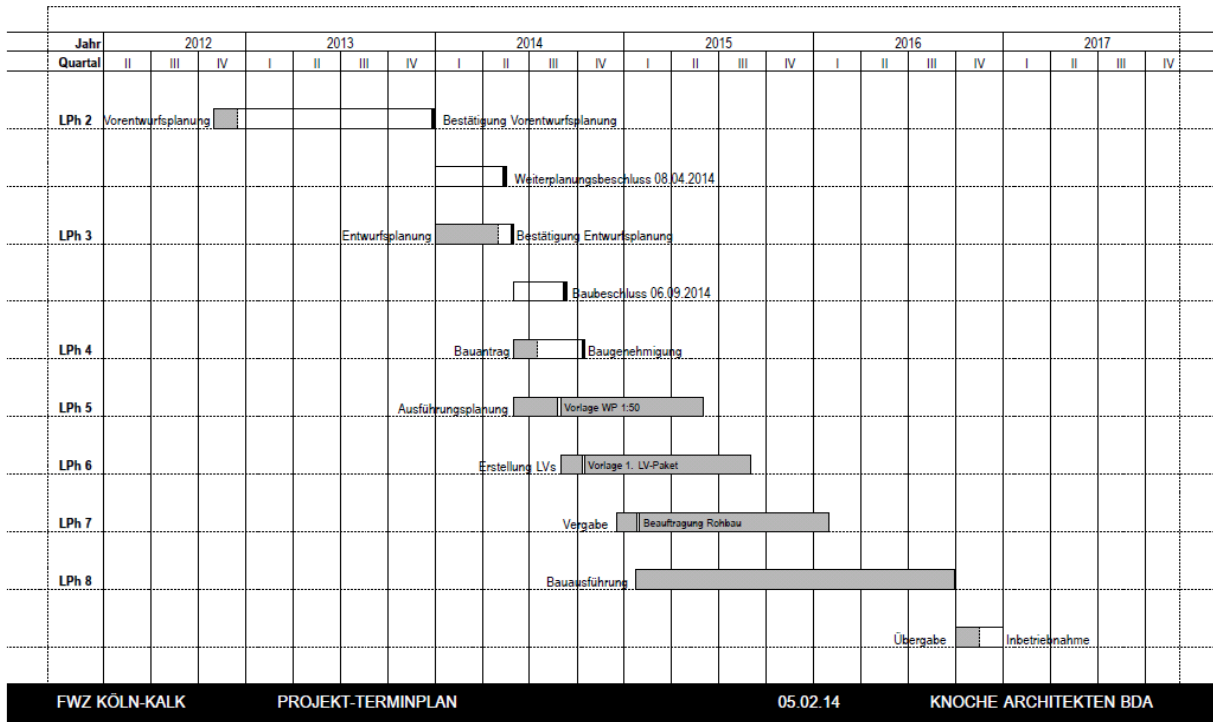 Jahr 2012 2013 2014 2015 2016 2017
Quartal II III IV I II III IV I II III IV I II III IV I II III IV I II III IV
LPh 2 Vorentwurfsplanung Bestätigung Vorentwurfsplanung
Weiterplanungsbeschluss 08.04.2014
LPh 3 Entwurfsplanung Bestätigung Entwurfsplanung
Baubeschluss 06.09.2014
LPh 4 Bauantrag Baugenehmigung
LPh 5 Ausführungsplanung Vorlage WP 1:50
LPh 6 Erstellung LVs Vorlage 1. LV-Paket
LPh 7 Vergabe Beauftragung Rohbau
LPh 8 Bauausführung
Übergabe Inbetriebnahme
FWZ KÖLN-KALK PROJEKT-TERMINPLAN 05.02.14 KNOCHE ARCHITEKTEN BDA